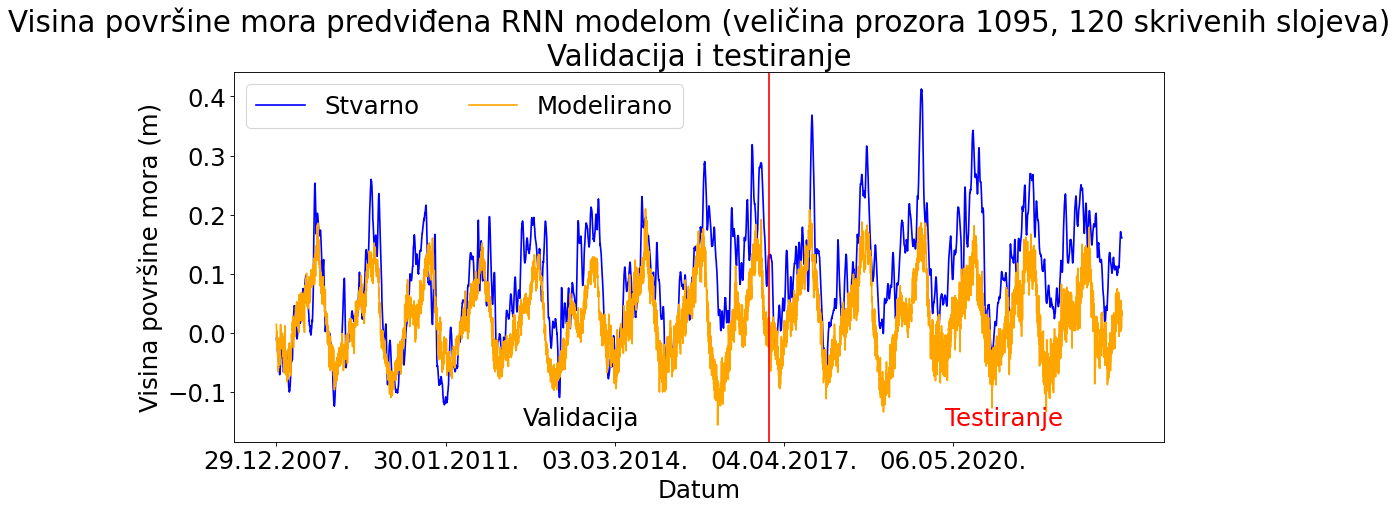 Visina površine mora predviđena RNN modelom (veličina prozora 1095, 120 skrivenih slojeva)
Validacija i testiranje
Stvarno
Modelirano
Visina površine mora (m)
0.4
0.3
0.2
0.1
0.0
−0.1
Validacija
Testiranje
29.12.2007.
30.01.2011.
03.03.2014.
04.04.2017.
06.05.2020.
Datum